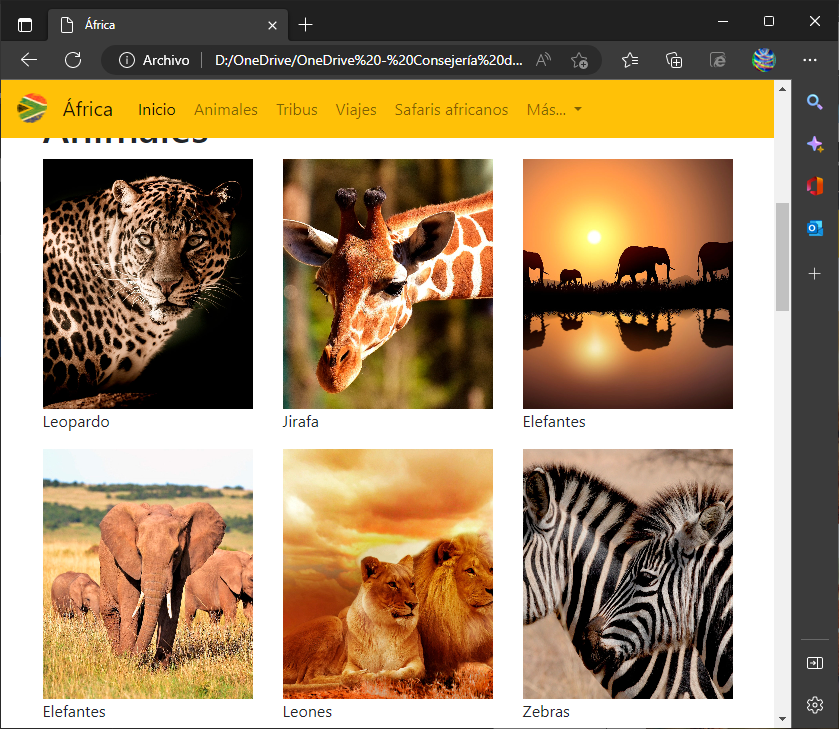 África
Archivo
D:/OneDrive/OneDrive%20-%20Consejería%20d...
África Inicio Animales Tribus Viajes Safaris africanos Más...
Animales
Leopardo Jirafa Elefantes
Elefantes Leones Zebras